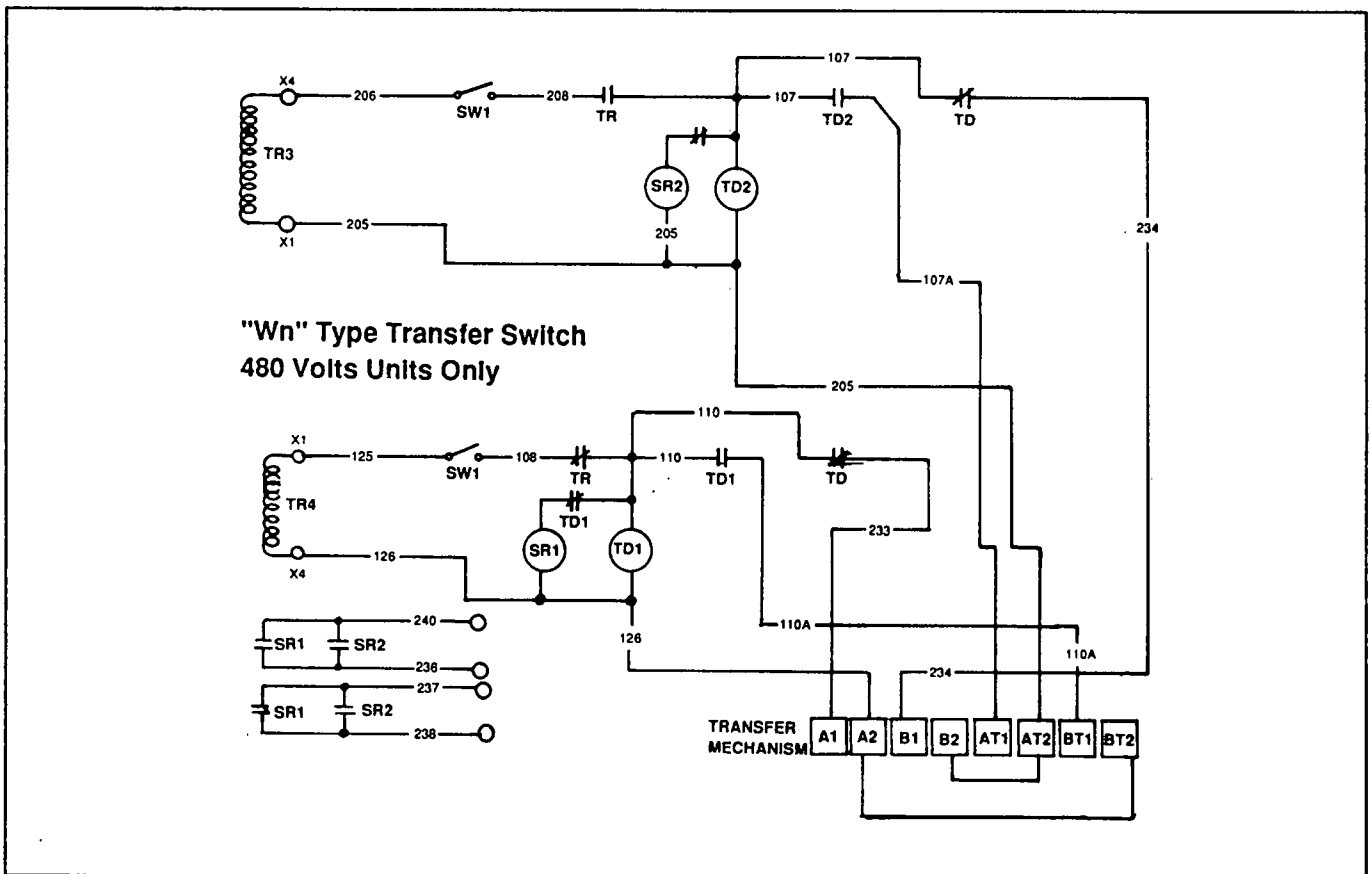 107
X4
206
SW1
208
TR
107
TD2
TD
TR3
SR2
TD2
205
X1
205
234
107A
"Wn" Type Transfer Switch
480 Volts Units Only
205
110
X1
125
SW1
108
TR
110
TD1
TD
TR4
TD1
SR1
TD1
233
126
X4
240
SR1
SR2
236
237
SR1
SR2
238
126
110A
110A
234
TRANSFER
MECHANISM
A1
A2
B1
B2
AT1
AT2
BT1
BT2